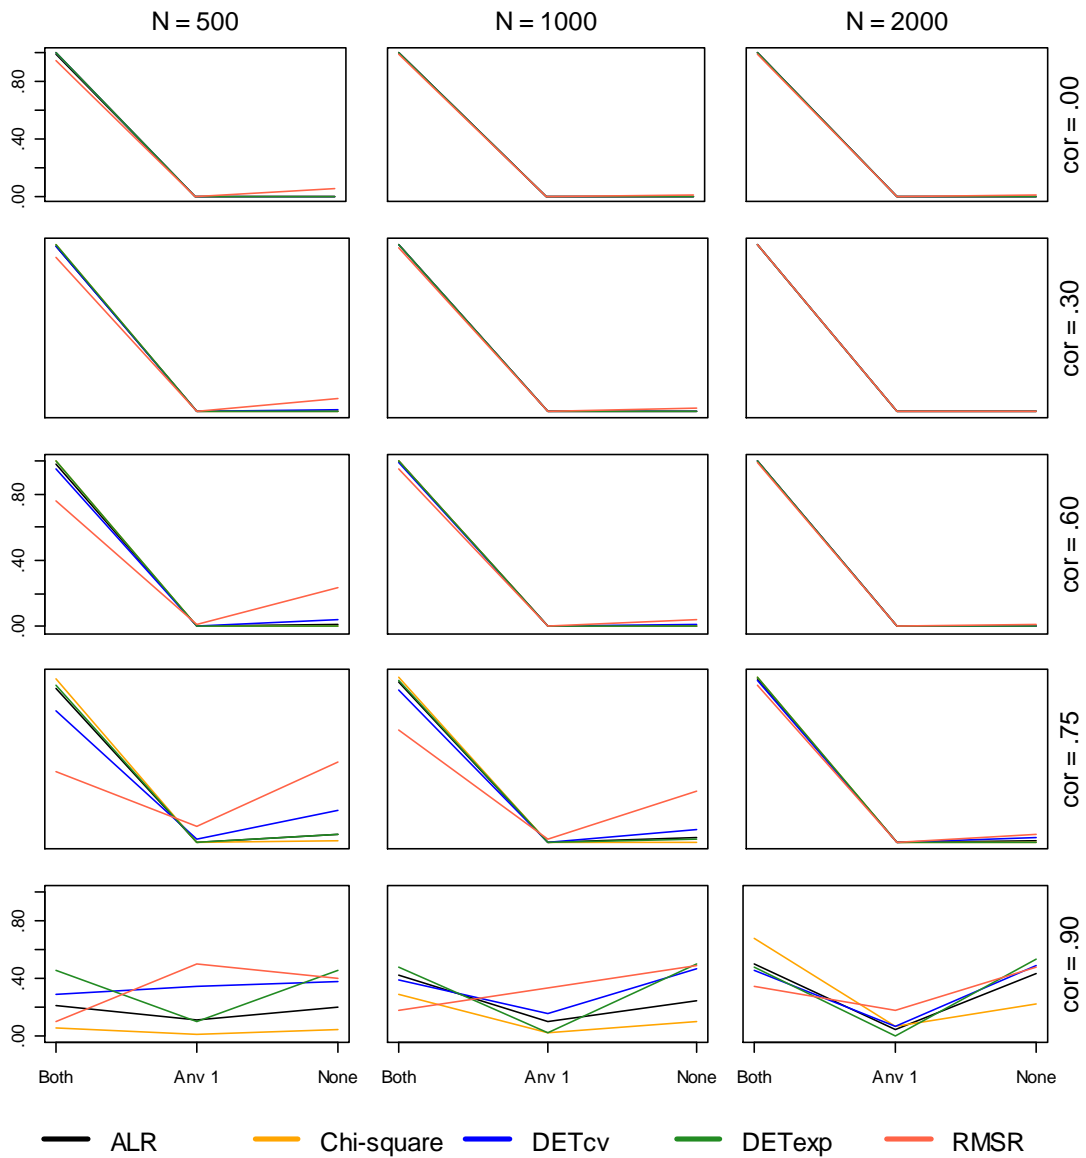 N = 500 N = 1000 N = 2000
.80
.40
.00
cor = .00
cor = .30
.80
.40
.00
cor = .60
cor = .75
.80
.40
.00
cor = .90
Both Anv 1 None Both Anv 1 None Both Anv 1 None
ALR Chi-square DETcv DETexp RMSR